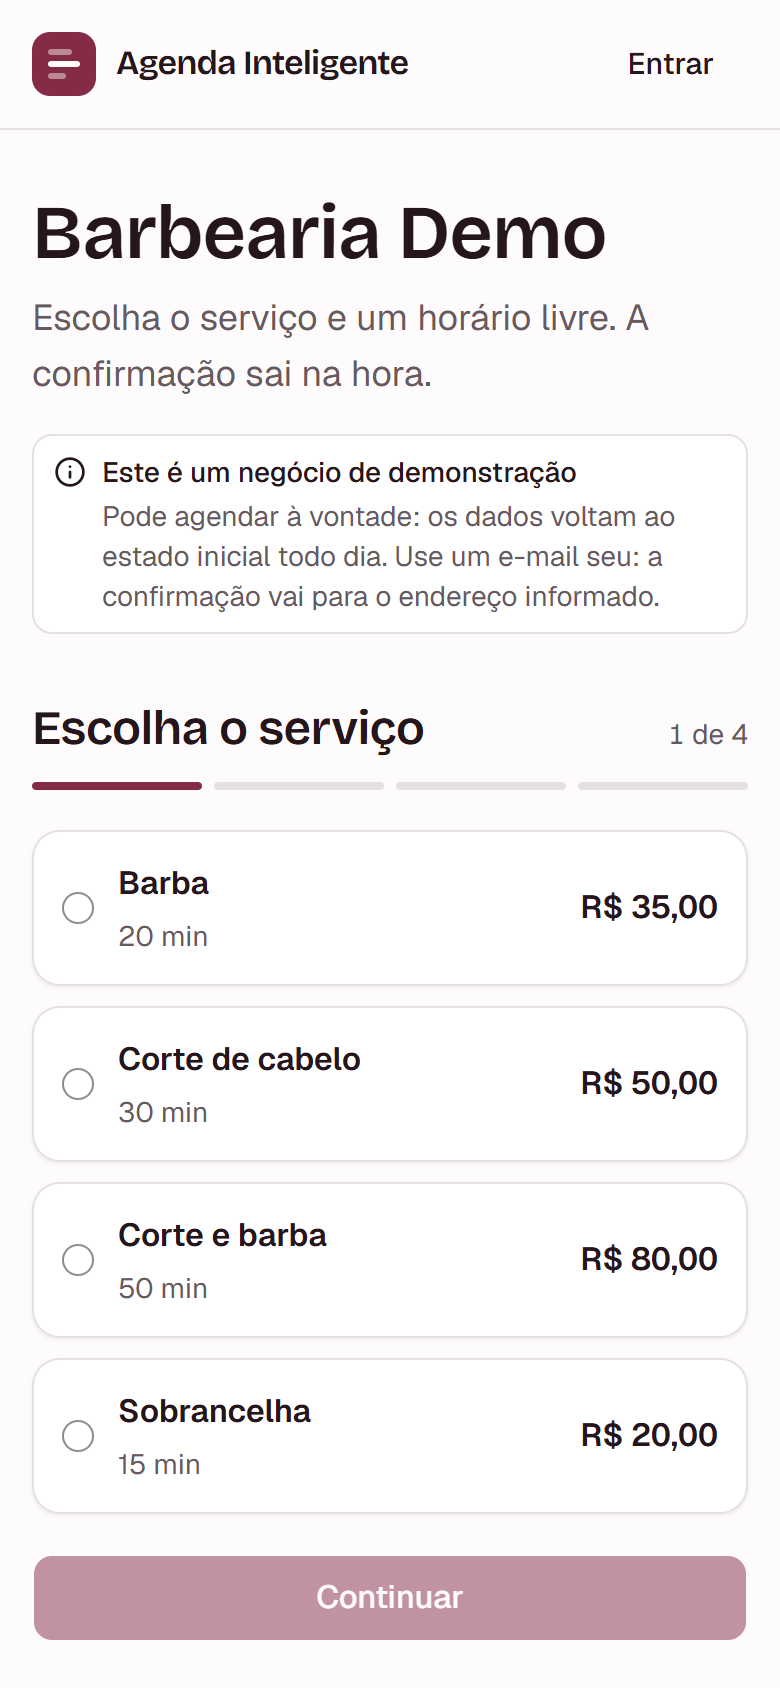 Agenda Inteligente
Entrar
Barbearia Demo
Escolha o serviço e um horário livre. A
confirmação sai na hora.
Este é um negócio de demonstração
Pode agendar à vontade: os dados voltam ao
estado inicial todo dia. Use um e-mail seu: a
confirmação vai para o endereço informado.
Escolha o serviço
1 de 4
Barba
20 min
R$ 35,00
Corte de cabelo
30 min
R$ 50,00
Corte e barba
50 min
R$ 80,00
Sobrancelha
15 min
R$ 20,00
Continuar